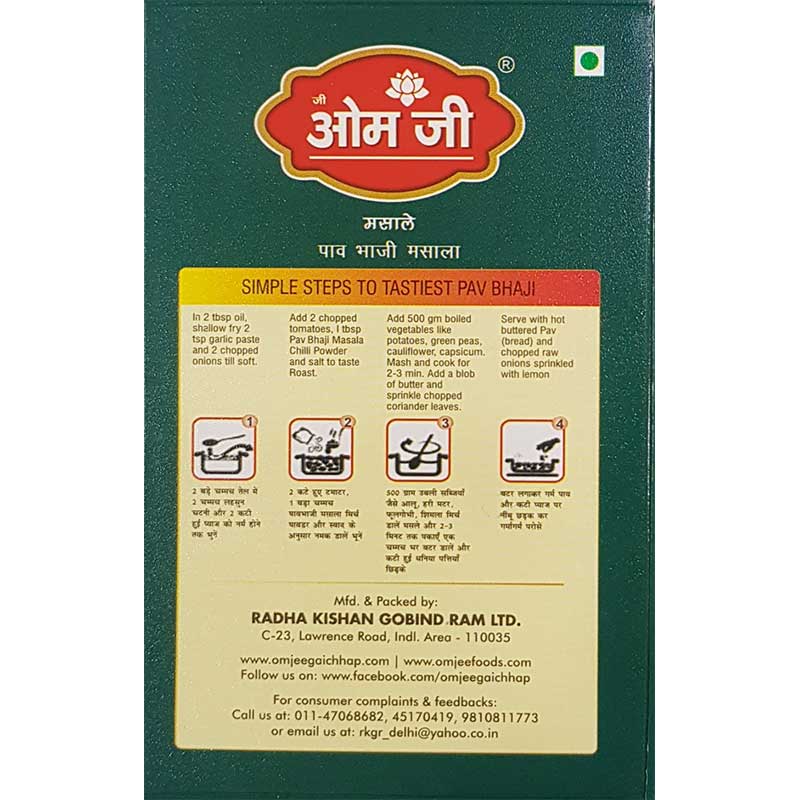 ®
जी
ओम जी
मसाले
पाव भाजी मसाला
SIMPLE STEPS TO TASTIEST PAV BHAJI
In 2 tbsp oil,
shallow fry 2
tsp garlic paste
and 2 chopped
onions till soft.
Add 2 chopped
tomatoes, I tbsp
Pav Bhaji Masala
Chilli Powder
and salt to taste
Roast.
Add 500 gm boiled
vegetables like
potatoes, green peas,
cauliflower, capsicum.
Mash and cook for
2-3 min. Add a blob
of butter and
sprinkle chopped
coriander leaves.
Serve with hot
buttered Pav
(bread) and
chopped raw
onions sprinkled
with lemon
1
2
3
4
2 बड़े चम्मच तेल में
2 चम्मच लहसुन
चटनी और 2 कटी
हुई प्याज को नर्म होने
तक भुनें
2 कटे हुए टमाटर,
1 बड़ा चम्मच
पावभाजी मसाला मिर्च
पावडर और स्वाद के
अनुसार नमक डालें भूनें
500 ग्राम उबली सब्जियाँ
जैसे आलू, हरी मटर,
फूलगोभी, शिमला मिर्च
डालें मसले और 2-3
मिनट तक पकाएँ एक
चम्मच भर बटर डालें और
कटी हुई धनिया पत्तियाँ
छिड़कें
बटर लगाकर गर्म पाव
और कटी प्याज पर
नींबू छड़क कर
गर्मागर्म परोसें
Mfd. & Packed by:
RADHA KISHAN GOBIND RAM LTD.
C-23, Lawrence Road, Indl. Area - 110035
www.omjeegaichhap.com | www.omjeefoods.com
Follow us on: www.facebook.com/omjeegaichhap
For consumer complaints & feedbacks:
Call us at: 011-47068682, 45170419, 9810811773
or email us at: rkgr_delhi@yahoo.co.in